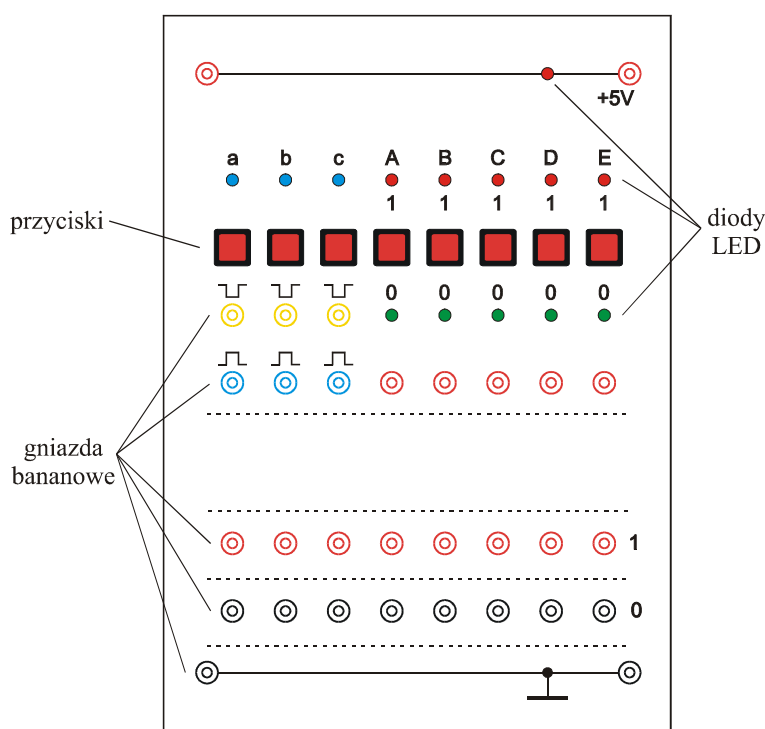 +5V
a b c A B C D E
1 1 1 1 1
przyciski
diody
LED
0 0 0 0 0
gniazda
bananowe
1
0